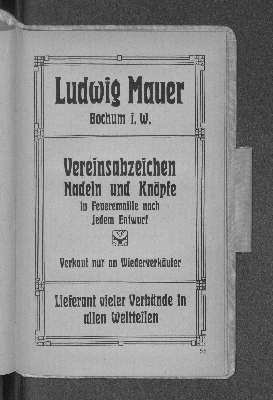 Ludwig Mauer
Bochum i. W.
Vereinsabzeichen
Nadeln und Knöpfe
in Feueremaille nach
jedem Entwurf
Verkauf nur an Wiederverkäufer
Lieferant vieler Verbände in
allen Weltteilen